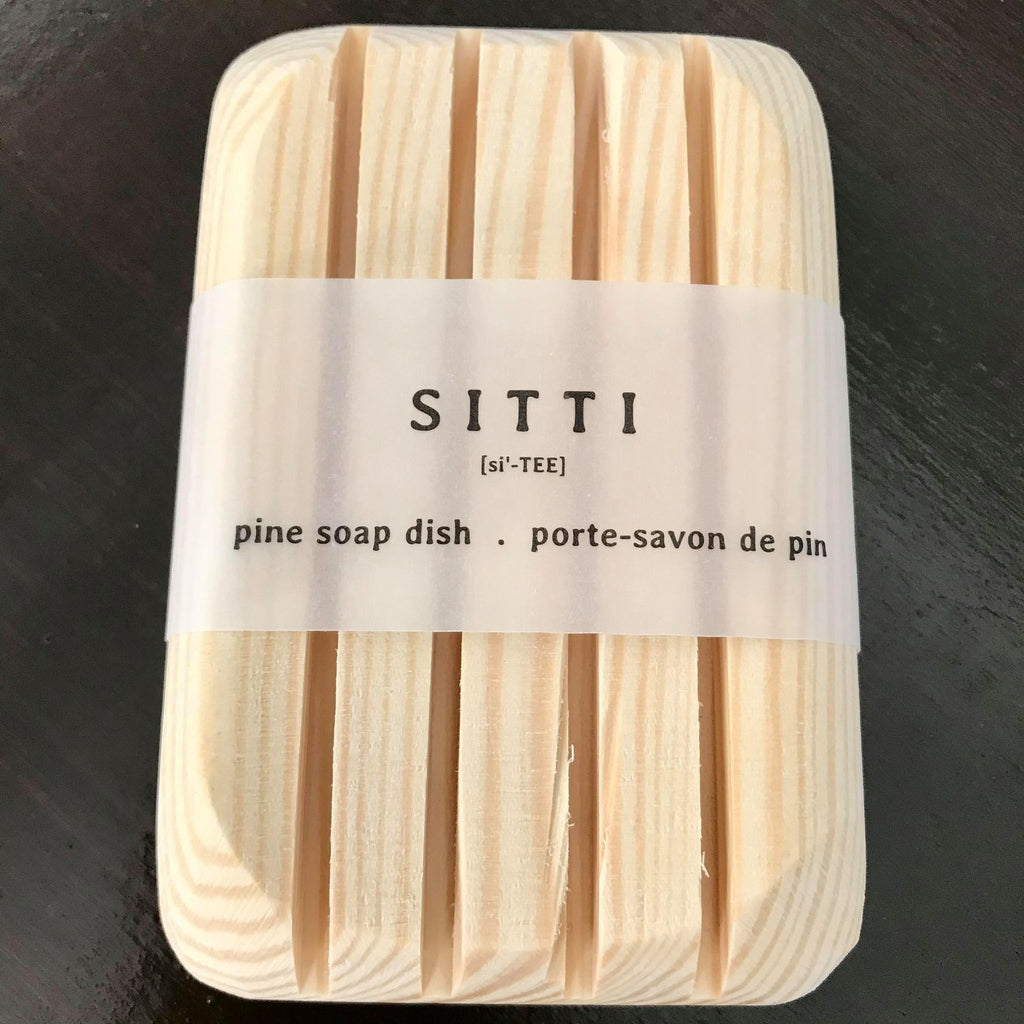 SITTI
[si'-TEE]
pine soap dish . porte-savon de pin